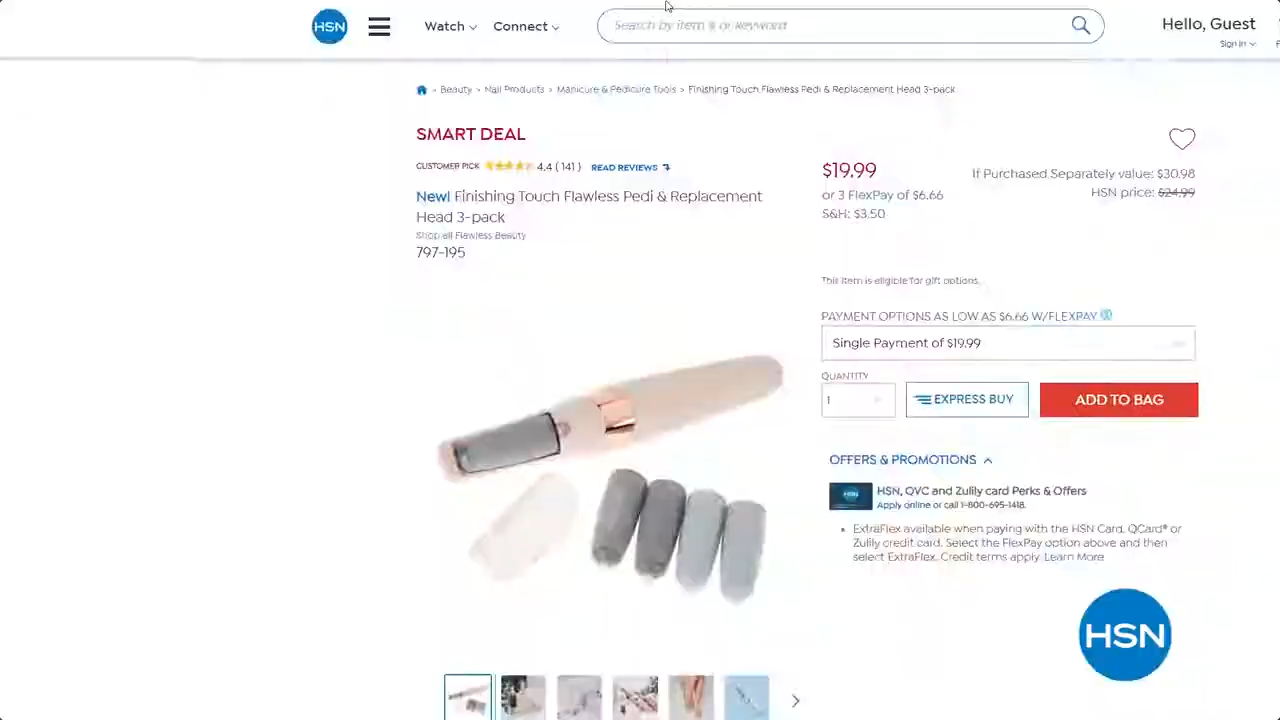 HSN
Watch
Connect
Search by item # or keyword
Hello, Guest
Sign In
Beauty > Nail Products > Manicure & Pedicure Tools > Finishing Touch Flawless Pedi & Replacement Head 3-pack
SMART DEAL
CUSTOMER PICK 4.4 (141) READ REVIEWS
New! Finishing Touch Flawless Pedi & Replacement
Head 3-pack
Shop all Flawless Beauty
797-195
$19.99
or 3 FlexPay of $6.66
S&H: $3.50
If Purchased Separately value: $30.98
HSN price: $24.99
This item is eligible for gift options.
PAYMENT OPTIONS AS LOW AS $6.66 W/FLEXPAY
Single Payment of $19.99
QUANTITY
1
EXPRESS BUY
ADD TO BAG
OFFERS & PROMOTIONS
HSN, QVC and Zulily card Perks & Offers
Apply online or call 1-800-695-1418.
ExtraFlex available when paying with the HSN Card, QCard® or
Zulily credit card. Select the FlexPay option above and then
select ExtraFlex. Credit terms apply. Learn More
HSN